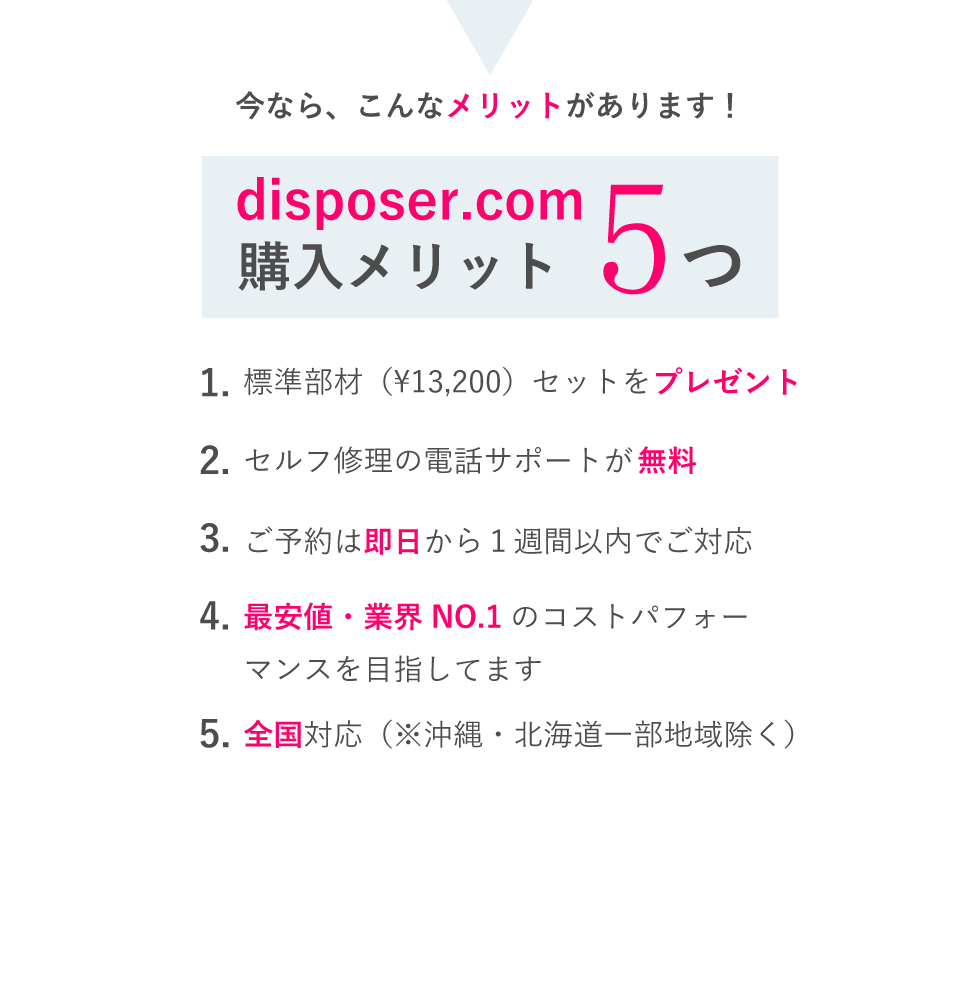 今なら、こんなメリットがあります！
disposer.com
購入メリット 5つ
1. 標準部材（¥13,200）セットをプレゼント
2. セルフ修理の電話サポートが無料
3. ご予約は即日から1週間以内でご対応
4. 最安値・業界 NO.1 のコストパフォー
マンスを目指してます
5. 全国対応（※沖縄・北海道一部地域除く）